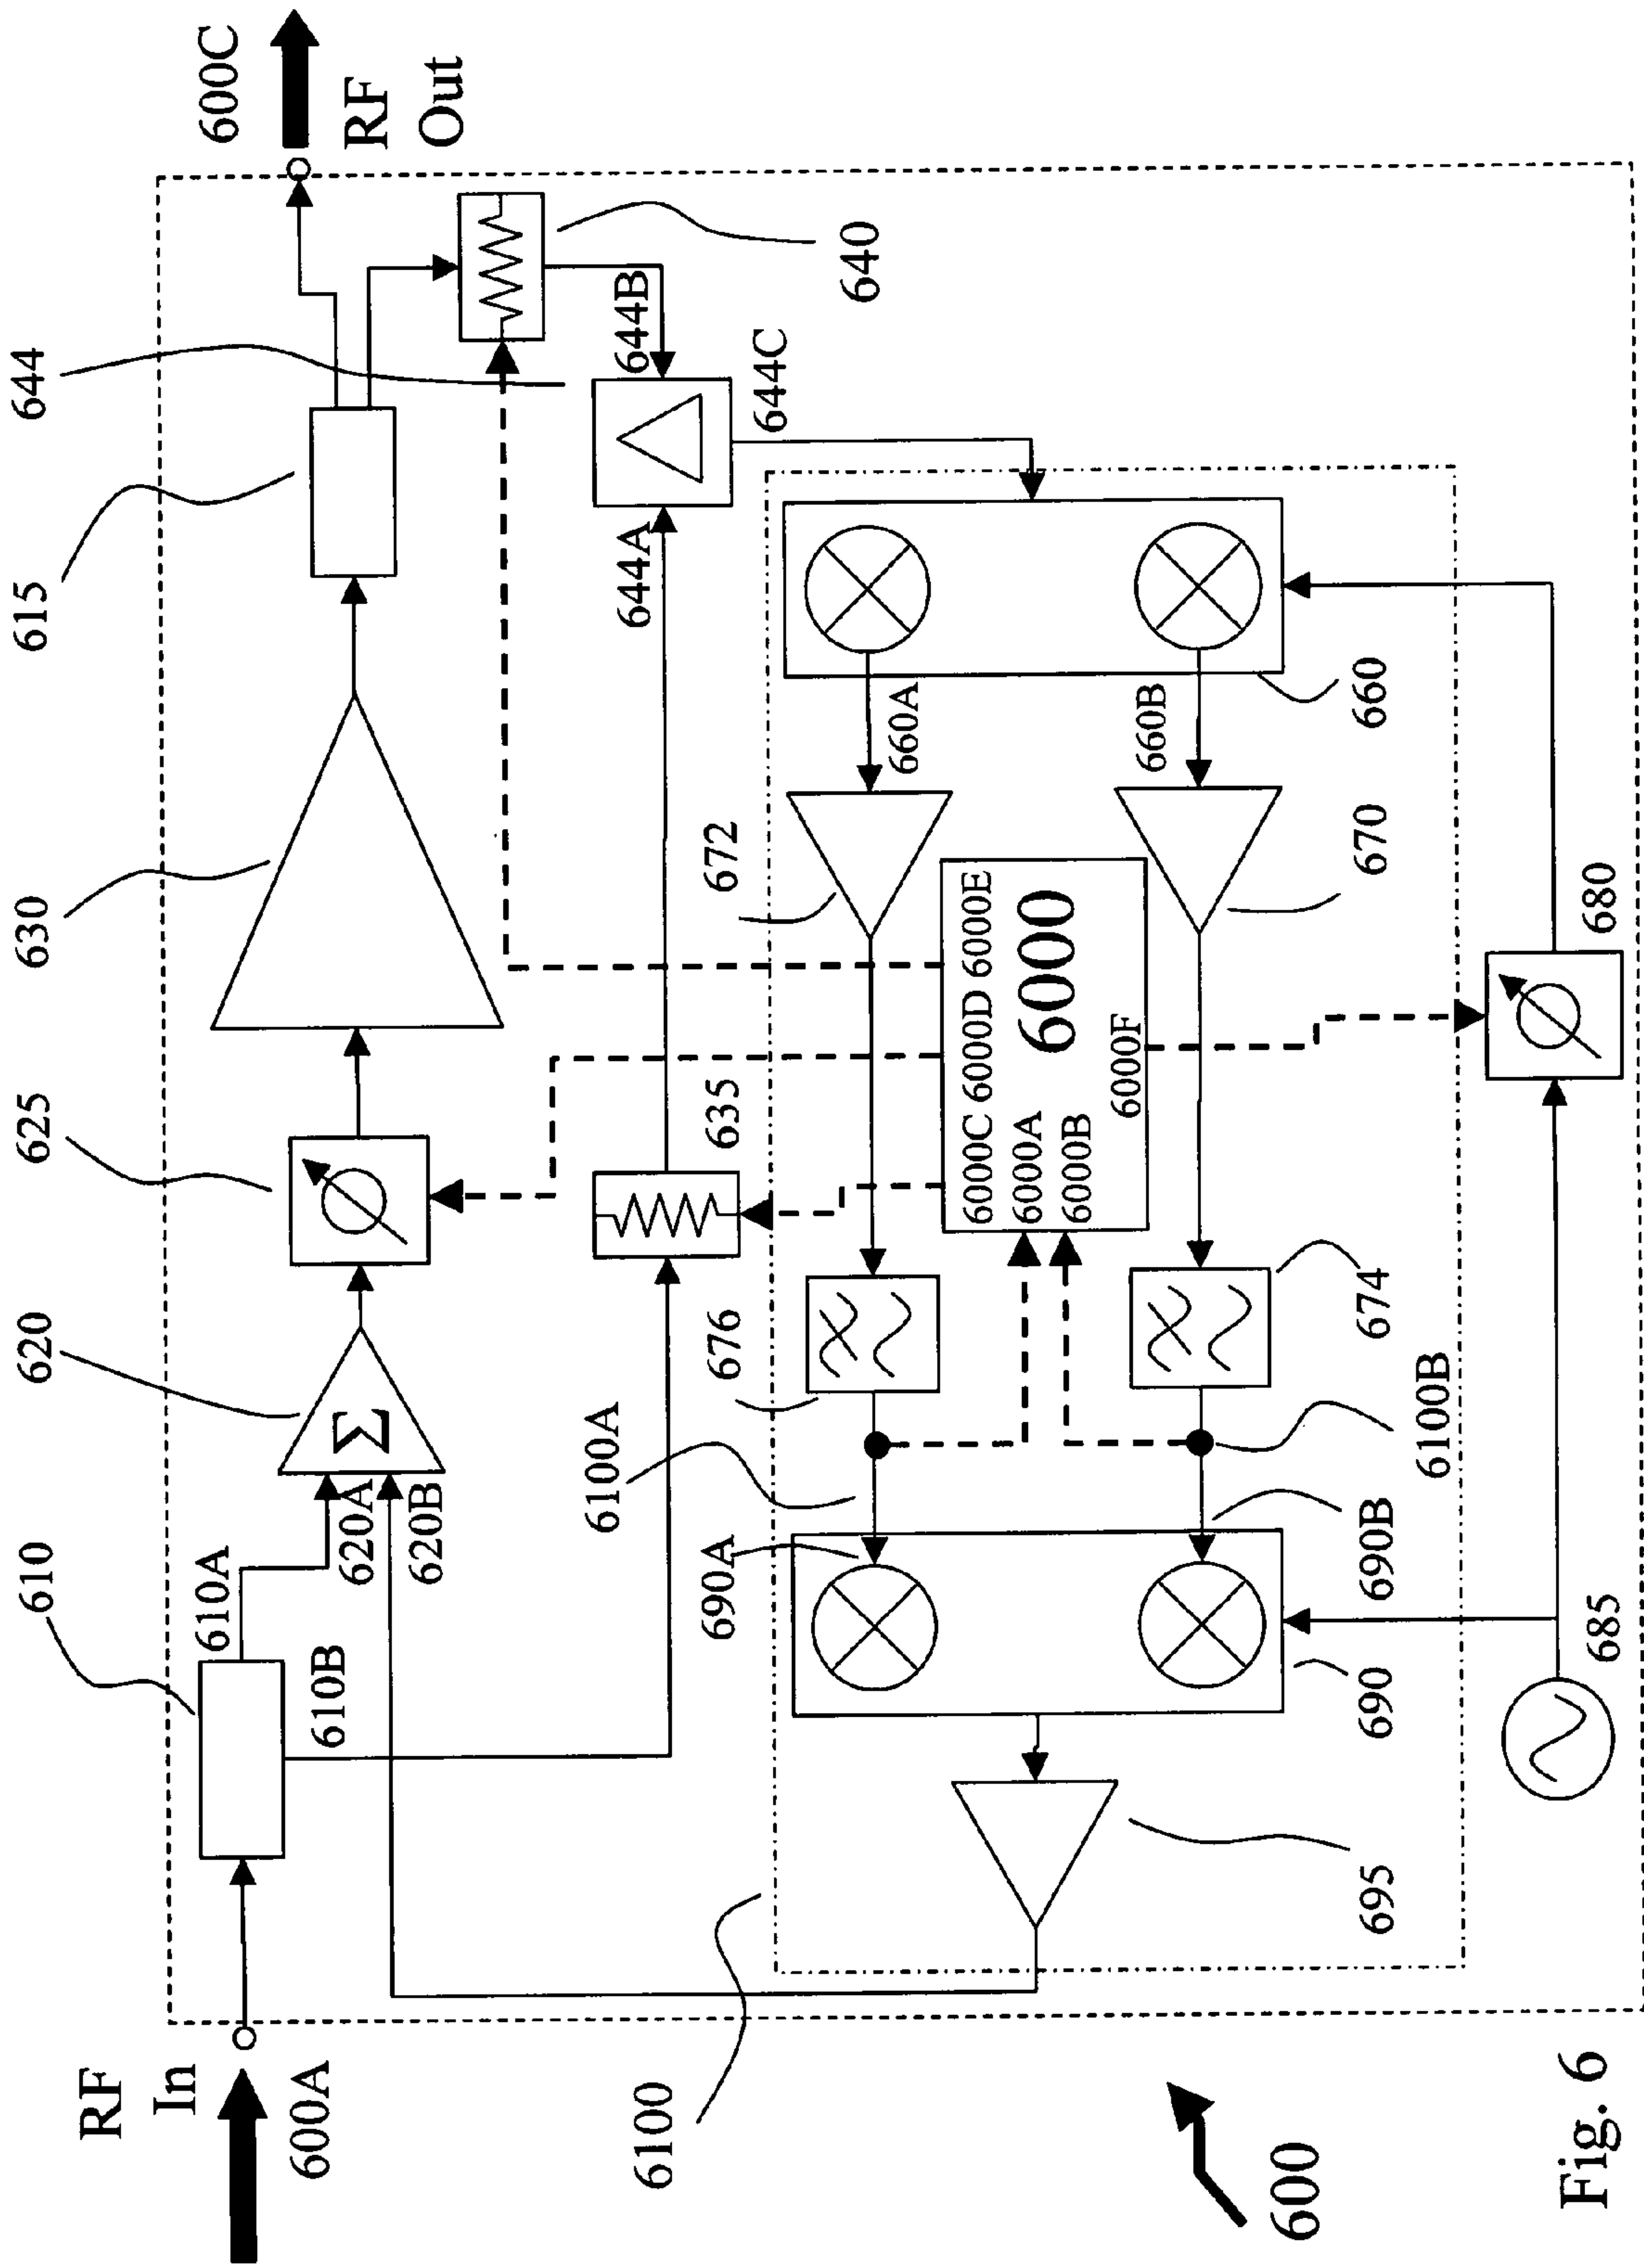 RF
In
600A
610
610A
610B
620
620A
620B
625
630
615
644
600C
RF
Out
640
644B
644A
644C
635
6100
6100A
676
672
660A
690A
6000C 6000D 6000E
6000A
6000
6000B
6000F
660B
660
670
674
690B
6100B
690
695
685
680
600
Fig. 6